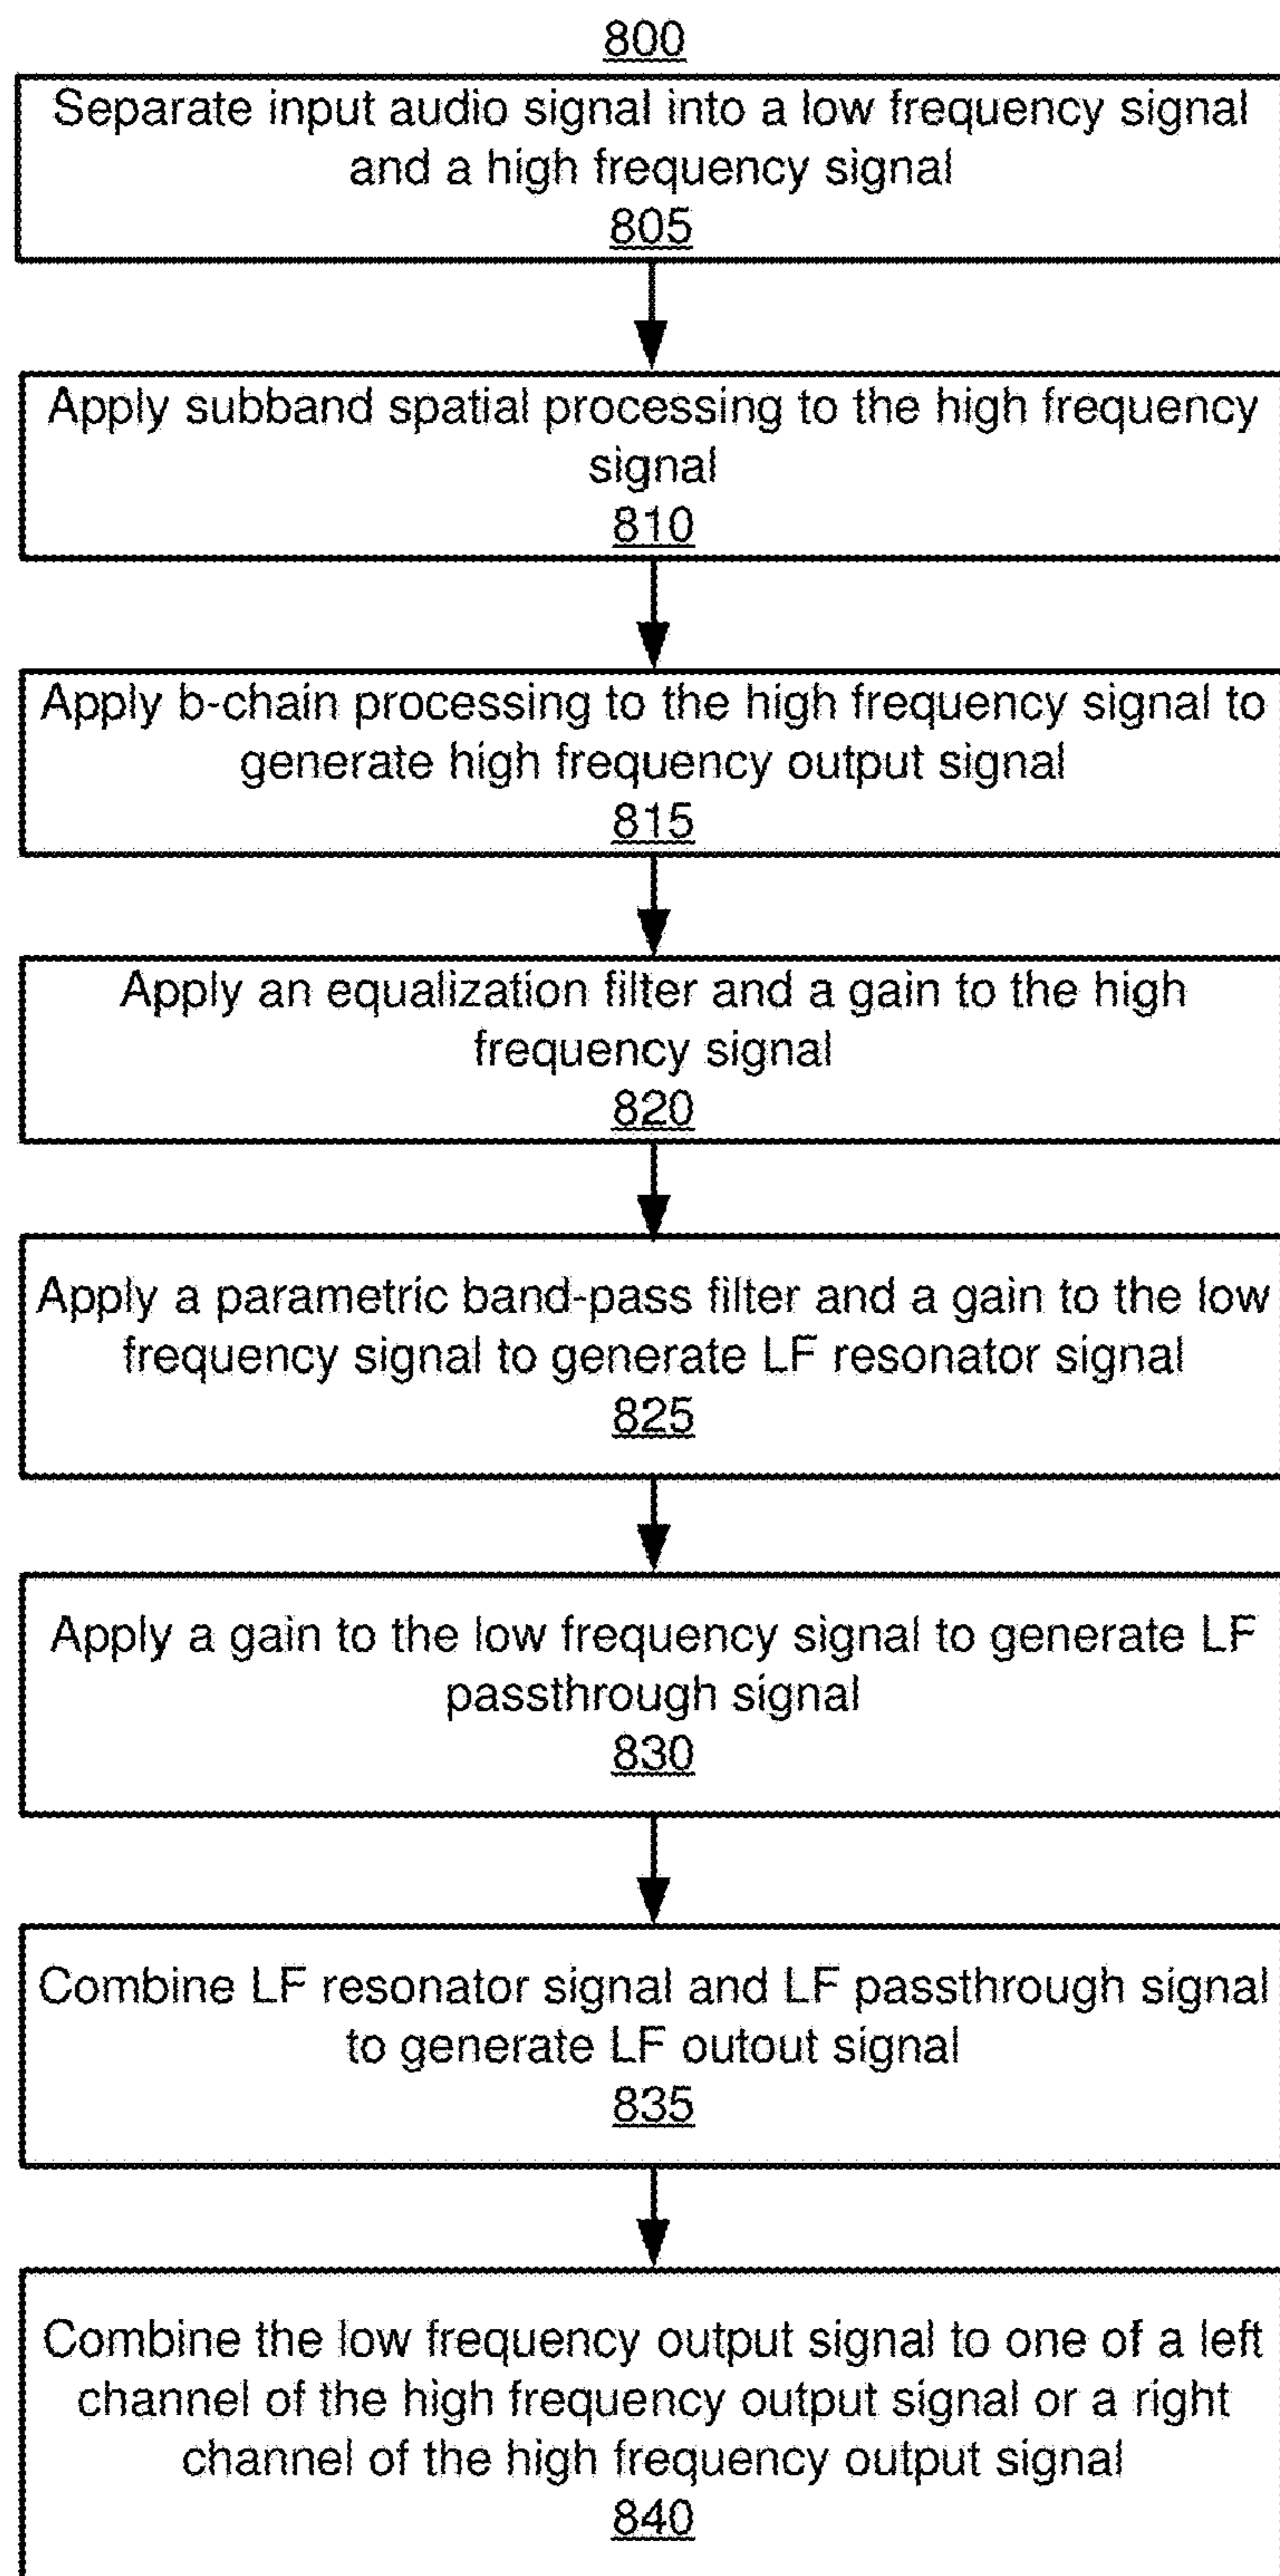 800
Separate input audio signal into a low frequency signal
and a high frequency signal
805
Apply subband spatial processing to the high frequency
signal
810
Apply b-chain processing to the high frequency signal to
generate high frequency output signal
815
Apply an equalization filter and a gain to the high
frequency signal
820
Apply a parametric band-pass filter and a gain to the low
frequency signal to generate LF resonator signal
825
Apply a gain to the low frequency signal to generate LF
passthrough signal
830
Combine LF resonator signal and LF passthrough signal
to generate LF outout signal
835
Combine the low frequency output signal to one of a left
channel of the high frequency output signal or a right
channel of the high frequency output signal
840